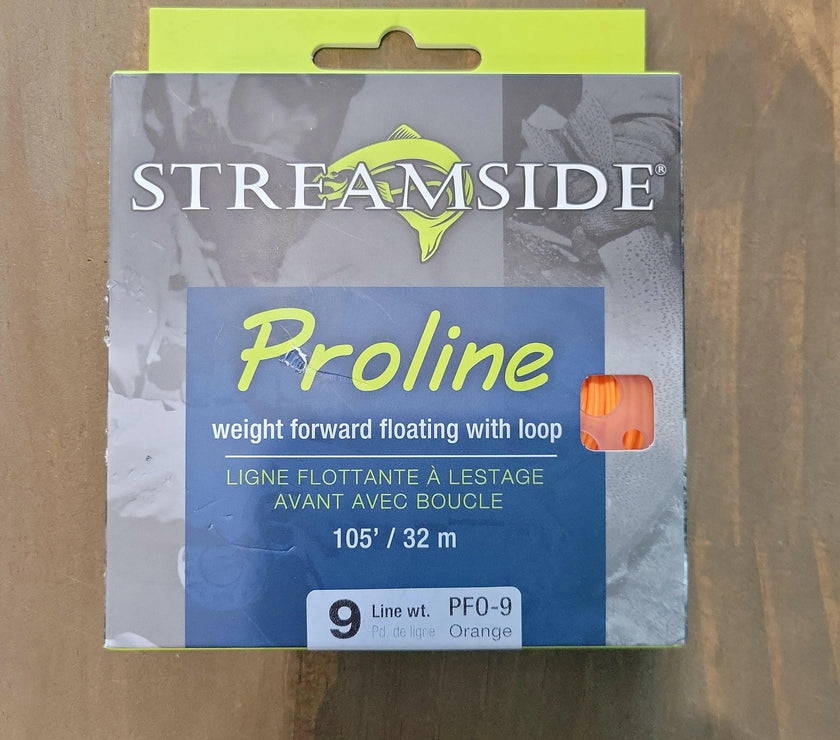 STREAMSIDE®
Proline
weight forward floating with loop
LIGNE FLOTTANTE À LESTAGE
AVANT AVEC BOUCLE
105' / 32 m
9 Line wt. PFO-9
Pd. de ligne Orange